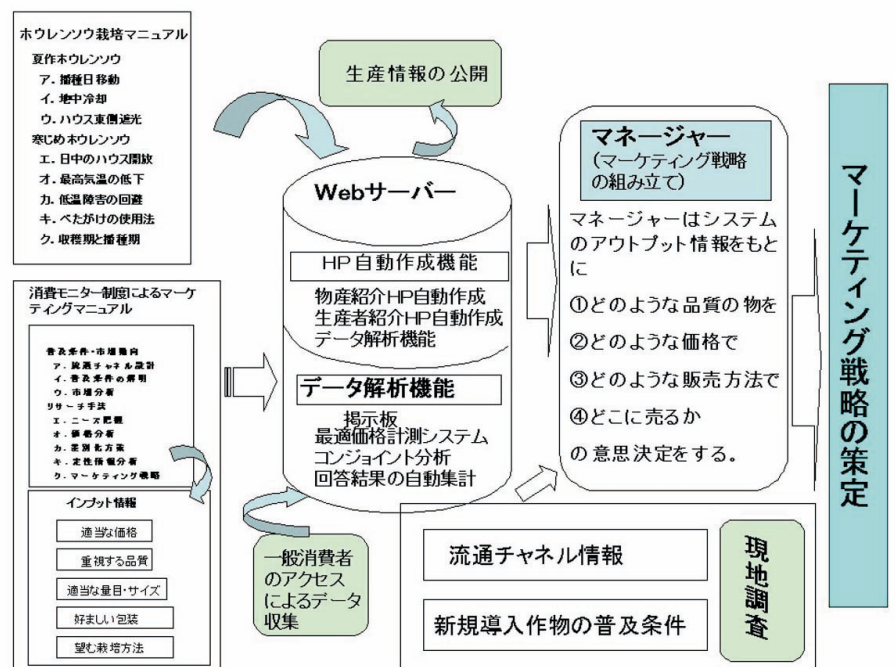 ホウレンソウ栽培マニュアル
夏作ホウレンソウ
ア．播種日移動
イ．地中冷却
ウ．ハウス東側遮光
寒じめホウレンソウ
エ．日中のハウス開放
オ．最高気温の低下
カ．低温障害の回避
キ．べたがけの使用法
ク．収穫期と播種期
消費モニター制度によるマーケ
ティングマニュアル
普及条件・市場動向
ア．流通チャネル設計
イ．普及条件の解明
ウ．市場分析
リサーチ手法
エ．ニーズ把握
オ．価格分析
カ．差別化方策
キ．定性情報分析
ク．マーケティング戦略
インプット情報
適当な価格
重視する品質
適当な量目・サイズ
好ましい包装
望む栽培方法
生産情報の公開
Webサーバー
HP自動作成機能
物産紹介HP自動作成
生産者紹介HP自動作成
データ解析機能
データ解析機能
掲示板
最適価格計測システム
コンジョイント分析
回答結果の自動集計
一般消費者
のアクセス
によるデータ
収集
マネージャー
（マーケティング戦略
の組み立て）
マネージャーはシステム
のアウトプット情報をもと
に
①どのような品質の物を
②どのような価格で
③どのような販売方法で
④どこに売るか
の意思決定をする。
流通チャネル情報
新規導入作物の普及条件
現地調査
マーケティング戦略の策定